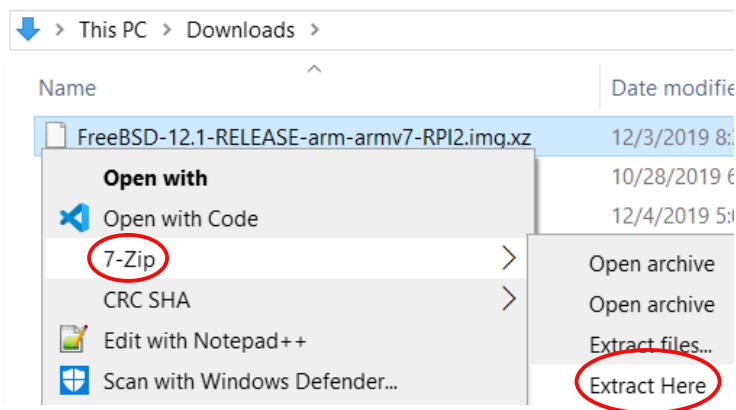 This PC > Downloads >
Name Date modifie
FreeBSD-12.1-RELEASE-arm-armv7-RPI2.img.xz 12/3/2019 8:
10/28/2019 6
12/4/2019 5:0
Open with
Open with Code
7-Zip
CRC SHA
Edit with Notepad++
Scan with Windows Defender...
Open archive
Open archive
Extract files...
Extract Here